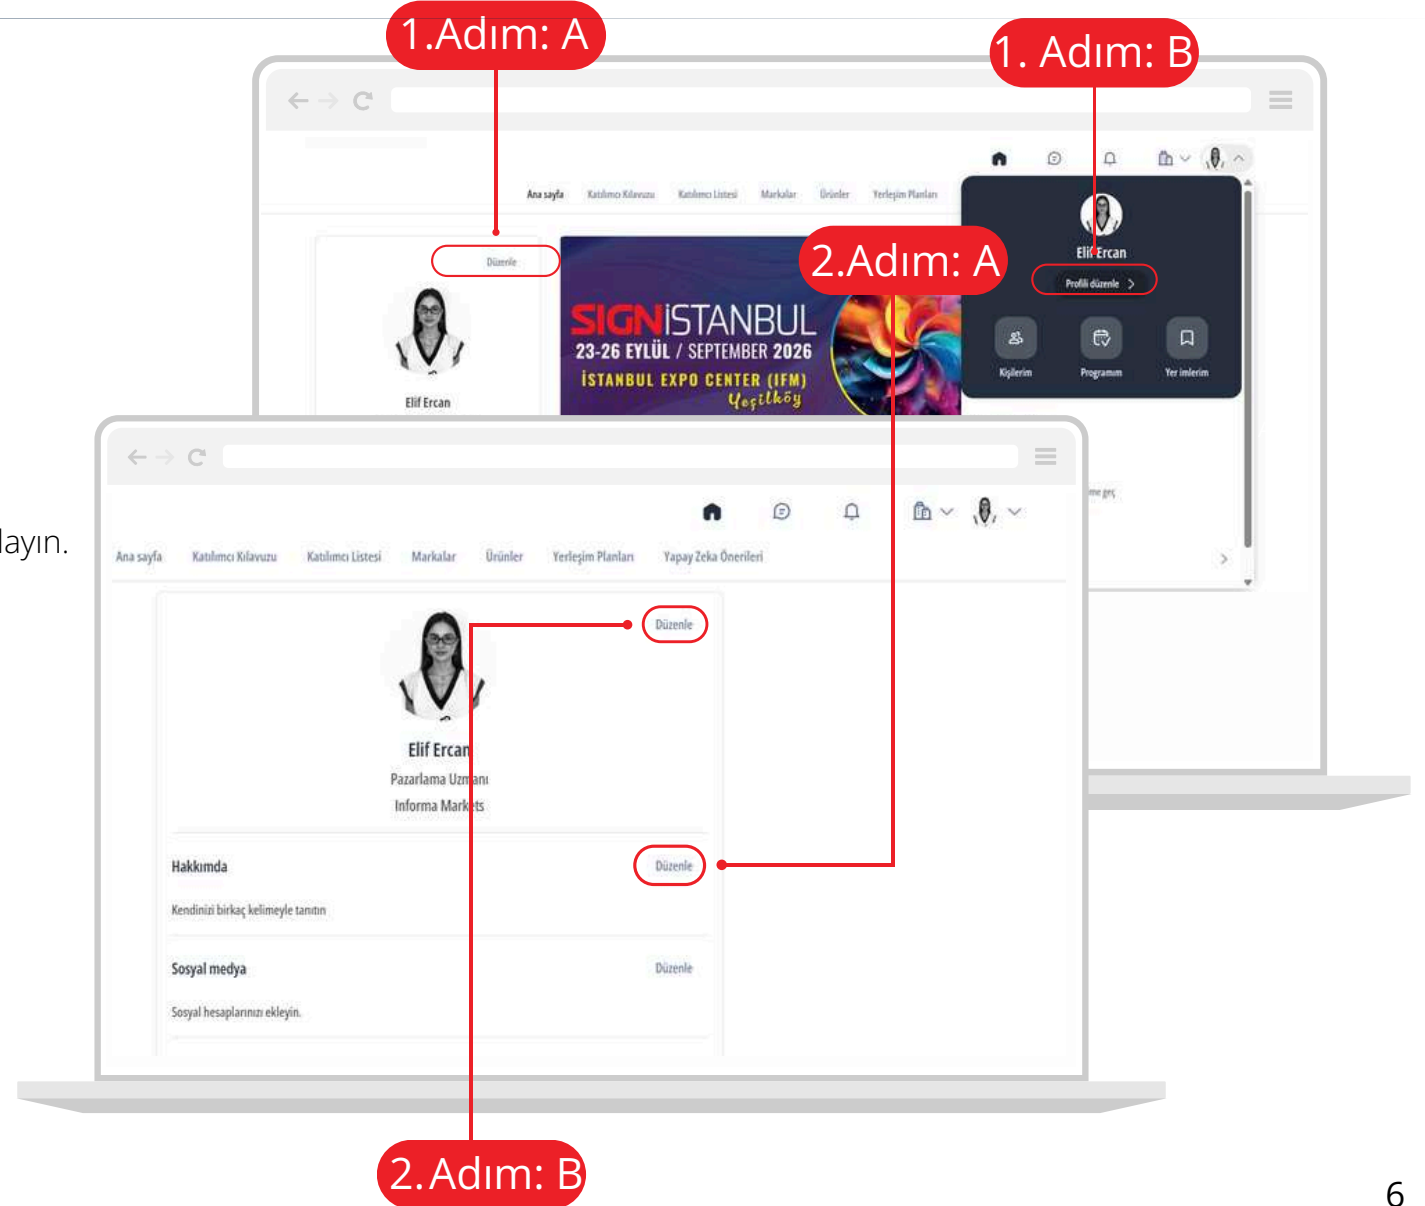 1.Adım: A
1. Adım: B
Ana sayfa Katılımcı Kılavuzu Katılımcı Listesi Markalar Ürünler Yerleşim Planları
Düzenle
Elif Ercan
SIGNİSTANBUL
23-26 EYLÜL / SEPTEMBER 2026
İSTANBUL EXPO CENTER (IFM)
Yeşilköy
2.Adım: A
Elif Ercan
Profili düzenle
Kişilerim Programım Yer imlerim
me geç
layın.
Ana sayfa Katılımcı Kılavuzu Katılımcı Listesi Markalar Ürünler Yerleşim Planları Yapay Zeka Önerileri
Düzenle
Elif Ercan
Pazarlama Uzmanı
Informa Markets
Hakkımda Düzenle
Kendinizi birkaç kelimeyle tanıtın
Sosyal medya Düzenle
Sosyal hesaplarınızı ekleyin.
2.Adım: B
6